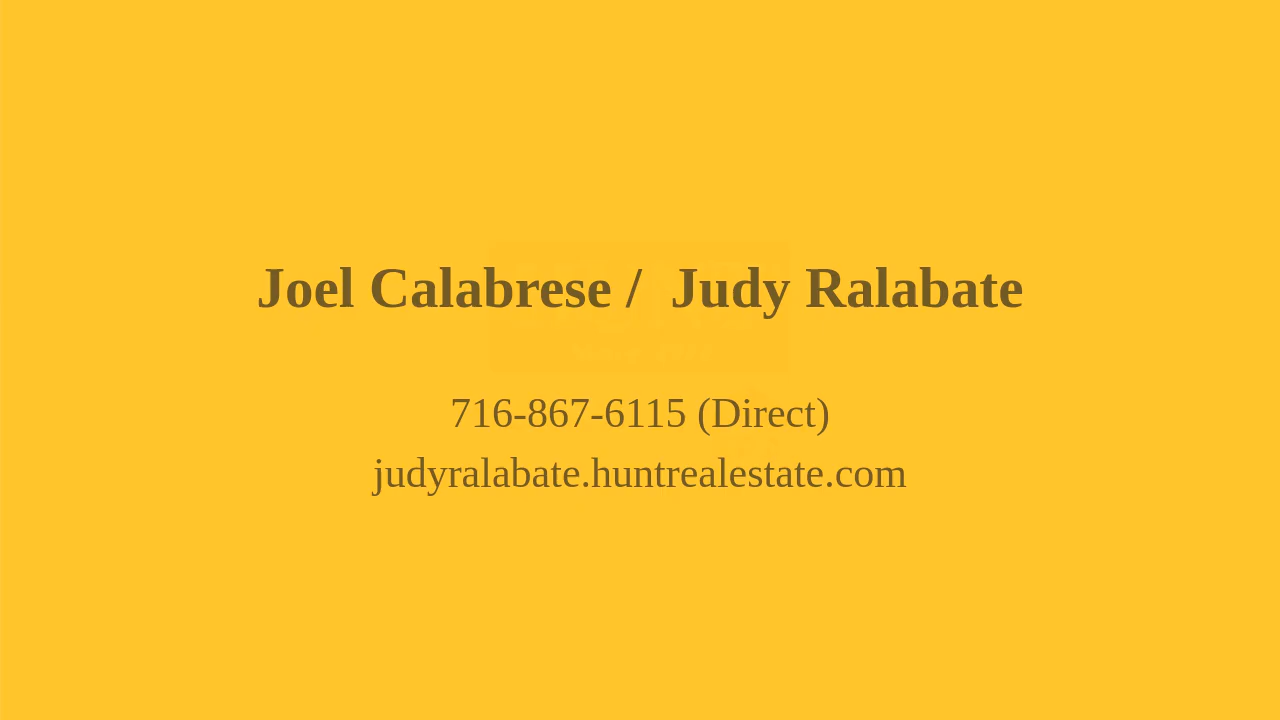 Joel Calabrese /  Judy Ralabate
716-867-6115 (Direct)
judyralabate.huntrealestate.com